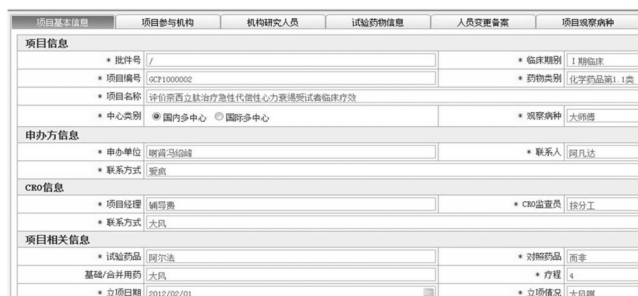 项目基本信息 项目参与机构 机构研究人员 试验药物信息 人员变更备案 项目观察病种
项目信息
* 批件号 / * 临床期别 Ⅰ期临床
* 项目编号 GCP1000002 * 药物类别 化学药品第1.1类
* 项目名称 评价奈西立肽治疗急性代偿性心力衰竭受试者临床疗效
* 中心类别 国内多中心 国际多中心 * 观察病种 大师傅
申办方信息
* 申办单位 * 联系人 阿凡达
* 联系方式 爱疯
CRO信息
* 项目经理 辅导费 * CRO监查员 按分工
* 联系方式 大风
项目相关信息
* 试验药品 阿尔法 * 对照药品 而非
基础/合并用药 大风 * 疗程 4
* 立项日期 2012/02/01 * 立项情况